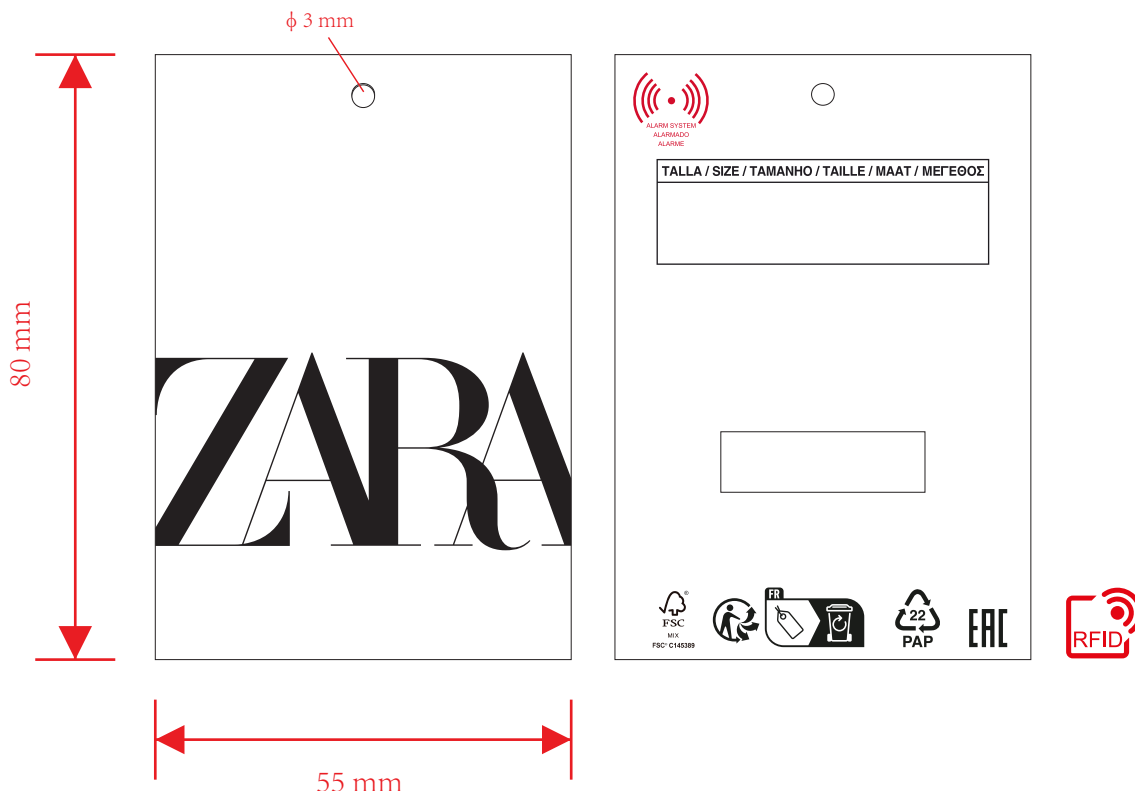 ϕ 3 mm
80 mm
ZARA
55 mm
ALARM SYSTEM
ALARMADO
ALARME
TALLA / SIZE / TAMANHO / TAILLE / MAAT / ΜΕΓΕΘΟΣ
FSC®
MIX
FSC® C145389
FR
22
PAP
EAC
RFID